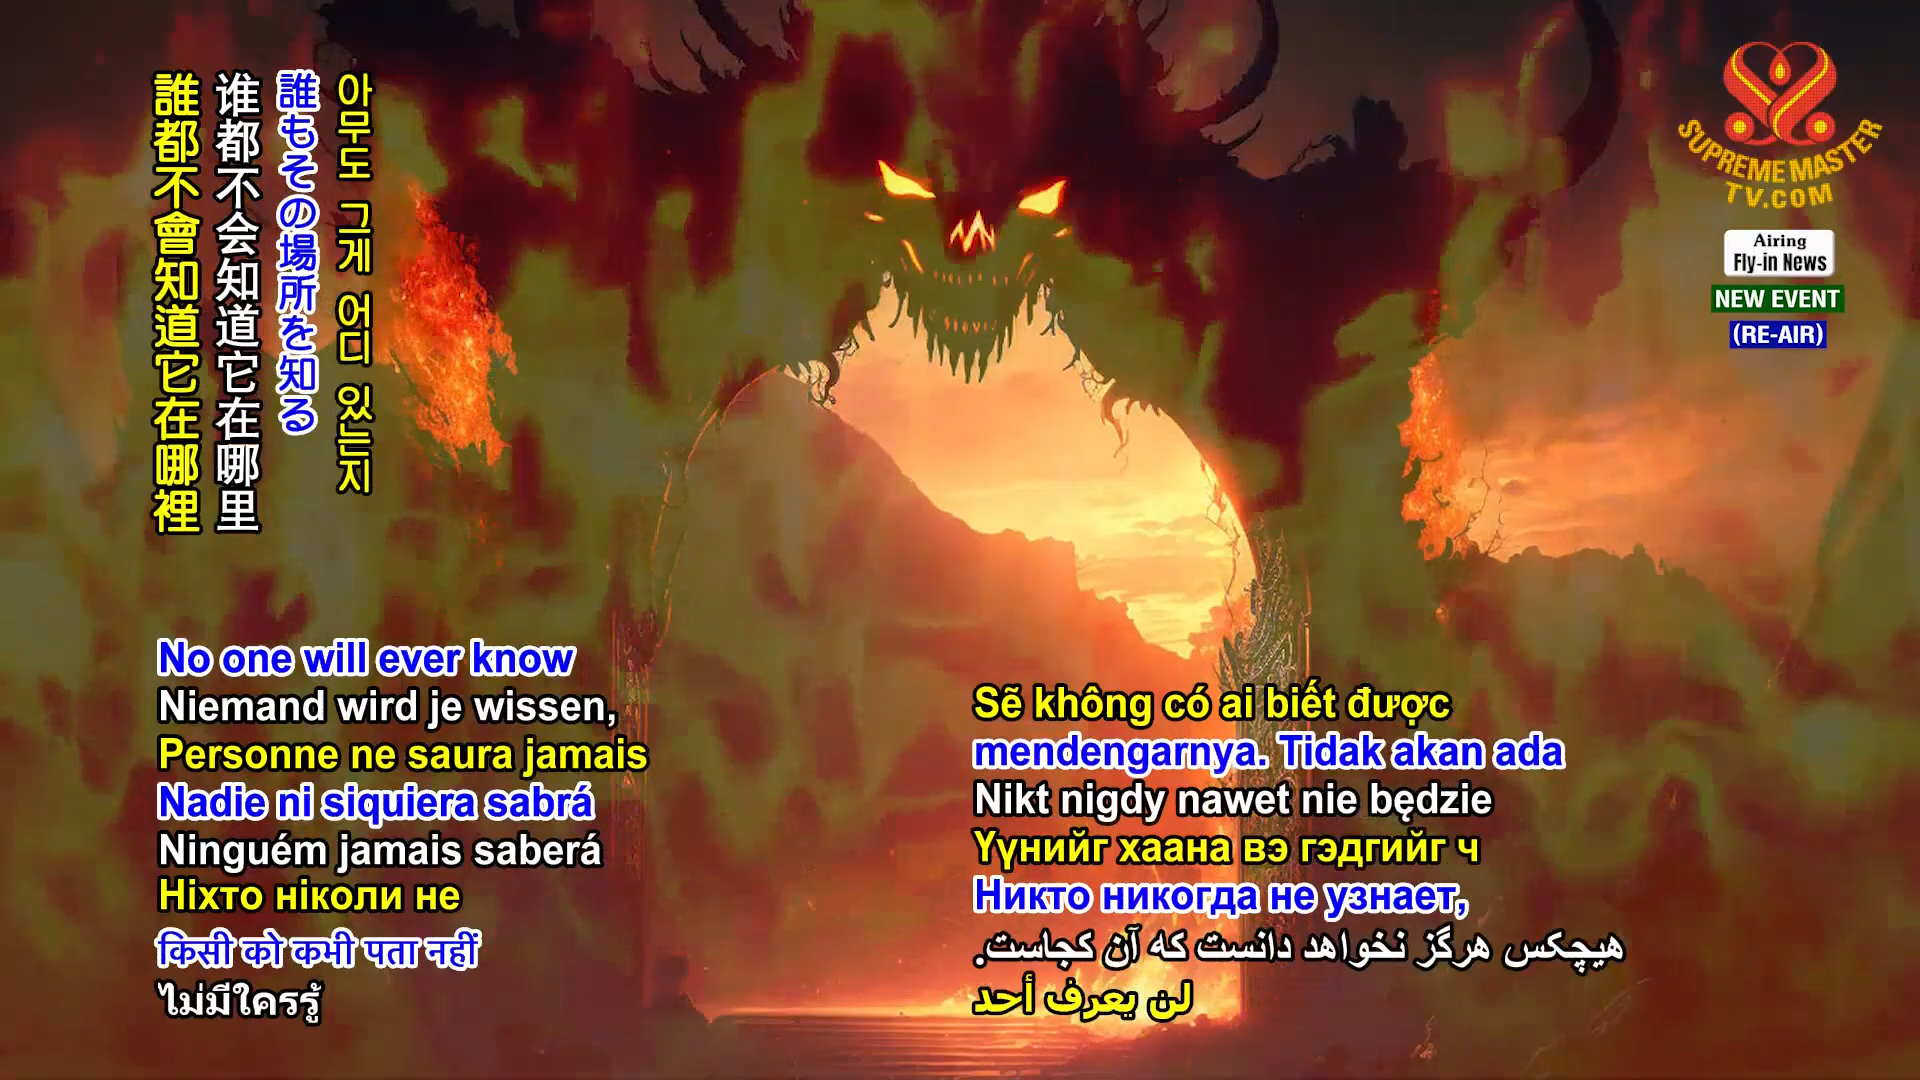 誰都不會知道它在哪裡
谁都不会知道它在哪里
誰もその場所を知る
아무도 그게 어디 있는지
SUPREME MASTER
TV.COM
Airing
Fly-in News
NEW EVENT
(RE-AIR)
No one will ever know
Niemand wird je wissen,
Personne ne saura jamais
Nadie ni siquiera sabrá
Ninguém jamais saberá
Ніхто ніколи не
किसी को कभी पता नहीं
ไม่มีใครรู้
Sẽ không có ai biết được
mendengarnya. Tidak akan ada
Nikt nigdy nawet nie będzie
Үүнийг хаана вэ гэдгийг ч
Никто никогда не узнает,
هیچکس هرگز نخواهد دانست که آن کجاست.
لن يعرف أحد